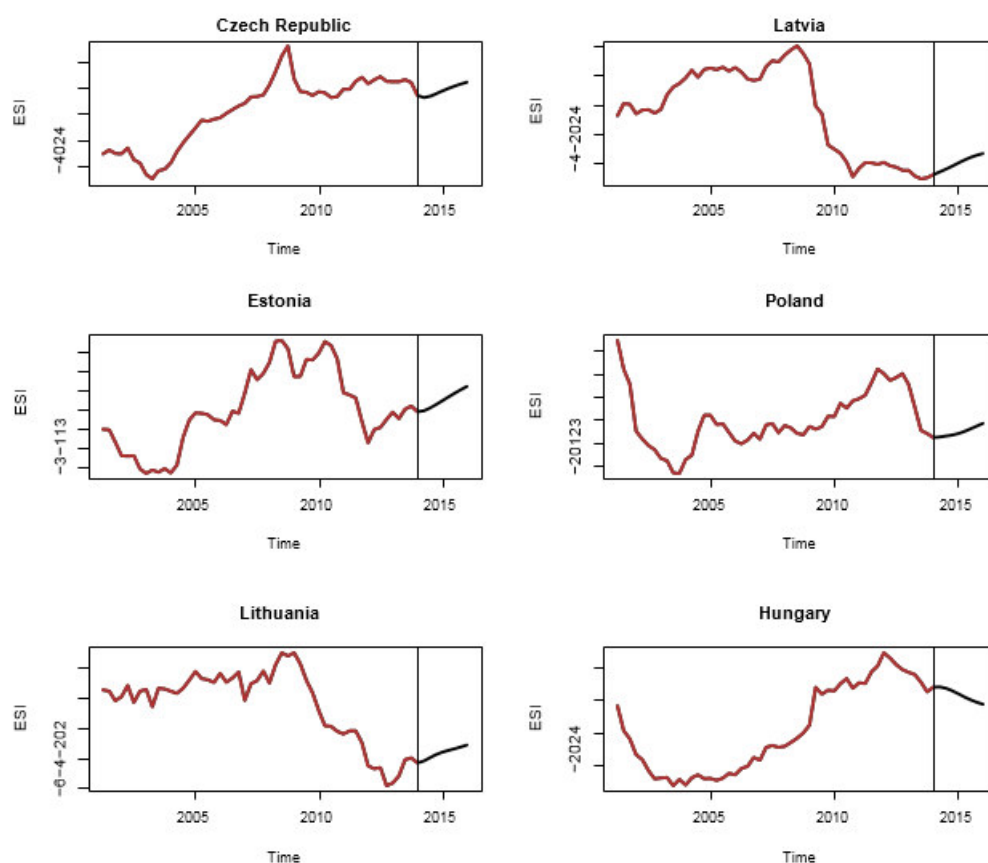 Czech Republic
ESI
-4024
2005 2010 2015
Time
Latvia
ESI
-4-2024
2005 2010 2015
Time
Estonia
ESI
-3-113
2005 2010 2015
Time
Poland
ESI
-20123
2005 2010 2015
Time
Lithuania
ESI
-6-4-202
2005 2010 2015
Time
Hungary
ESI
-2024
2005 2010 2015
Time